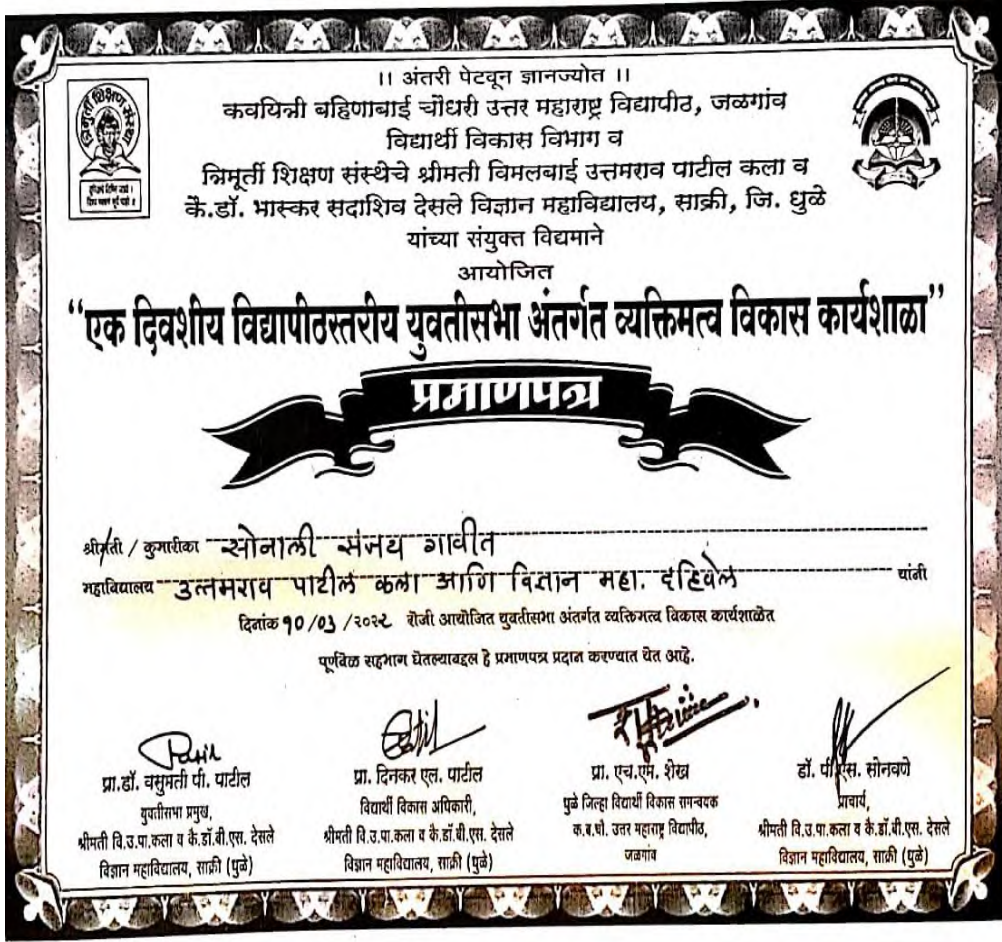 ।। अंतरी पेटवून ज्ञानज्योत ।।
कवयित्री बहिणाबाई चौधरी उत्तर महाराष्ट्र विद्यापीठ, जळगांव
विद्यार्थी विकास विभाग व
त्रिमूर्ती शिक्षण संस्थेचे श्रीमती विमलबाई उत्तमराव पाटील कला व
कै.डॉ. भास्कर सदाशिव देसले विज्ञान महाविद्यालय, साक्री, जि. धुळे
यांच्या संयुक्त विद्यमाने
आयोजित
"एक दिवशीय विद्यापीठस्तरीय युवतीसभा अंतर्गत व्यक्तिमत्व विकास कार्यशाळा"
प्रमाणपत्र
श्रीमती / कुमारीका सोनाली संजय गावीत
महाविद्यालय उत्तमराव पाटील कला आणि विज्ञान महा. दहिवेल यांनी
दिनांक १०/०३/२०२२ रोजी आयोजित युवतीसभा अंतर्गत व्यक्तिमत्व विकास कार्यशाळेत
पूर्णवेळ सहभाग घेतल्याबद्दल हे प्रमाणपत्र प्रदान करण्यात येत आहे.
प्रा.डॉ. वसुमती पी. पाटील
युवतीसभा प्रमुख,
श्रीमती वि.उ.पा.कला व कै.डॉ.बी.एस. देसले
विज्ञान महाविद्यालय, साक्री (धुळे)
प्रा. दिनकर एल. पाटील
विद्यार्थी विकास अधिकारी,
श्रीमती वि.उ.पा.कला व कै.डॉ.बी.एस. देसले
विज्ञान महाविद्यालय, साक्री (धुळे)
प्रा. एच.एम. शेख
धुळे जिल्हा विद्यार्थी विकास समन्वयक
क.ब.चौ. उत्तर महाराष्ट्र विद्यापीठ,
जळगांव
डॉ. पी.एस. सोनवणे
प्राचार्य,
श्रीमती वि.उ.पा.कला व कै.डॉ.बी.एस. देसले
विज्ञान महाविद्यालय, साक्री (धुळे)
त्रिमुर्ती शिक्षण संस्था